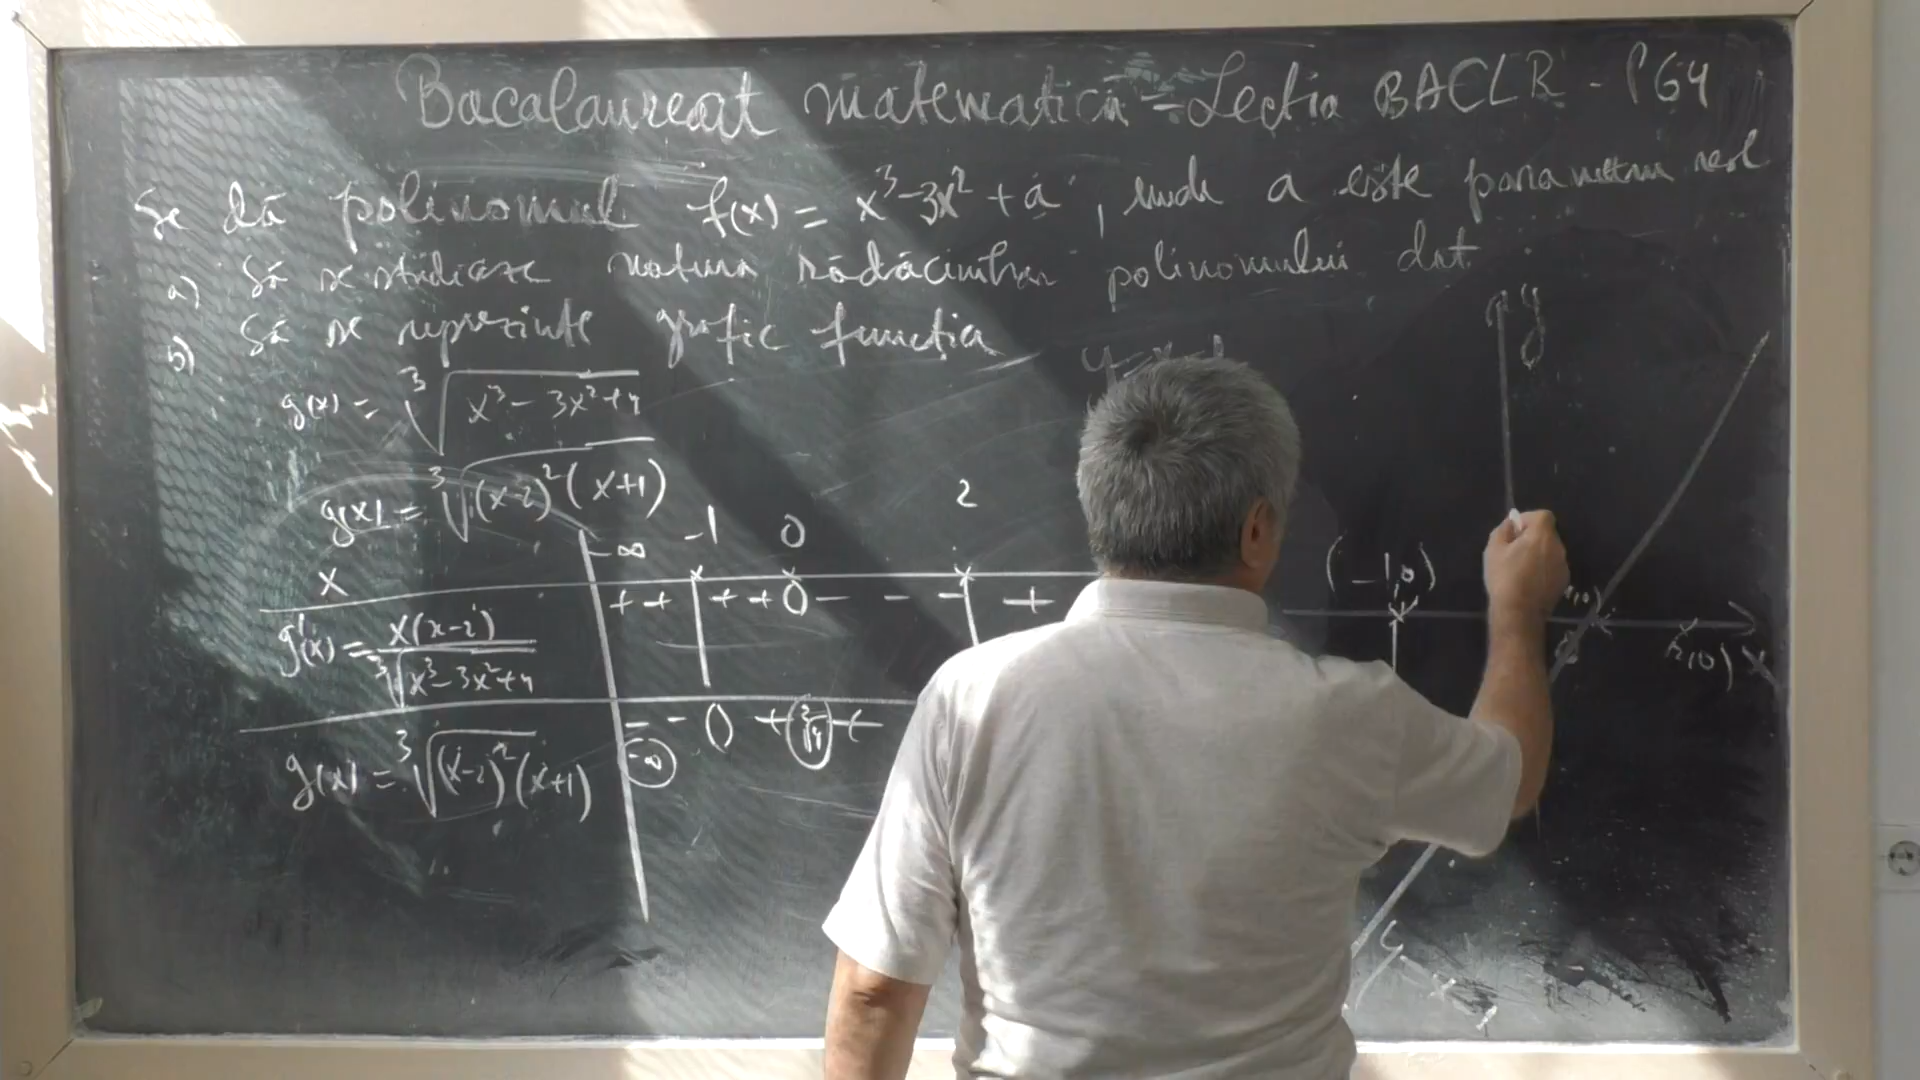 Bacalaureat matematică - Lecția BACLR - P64
Se dă polinomul f(x) = x³-3x²+a, unde a este parametru real
a) Să se studieze natura rădăcinilor polinomului dat
b) Să se reprezinte grafic funcția
g(x) = ∛(x³-3x²+4)
g(x) = ∛((x-2)²(x+1))
x -∞ -1 0 2
g'(x) = x(x-2) / ∛(x³-3x²+4) + + + + 0 - - - +
g(x) = ∛((x-2)²(x+1)) - - 0 + ∛4 +
-∞
y
(-1,0)
(2,0) x